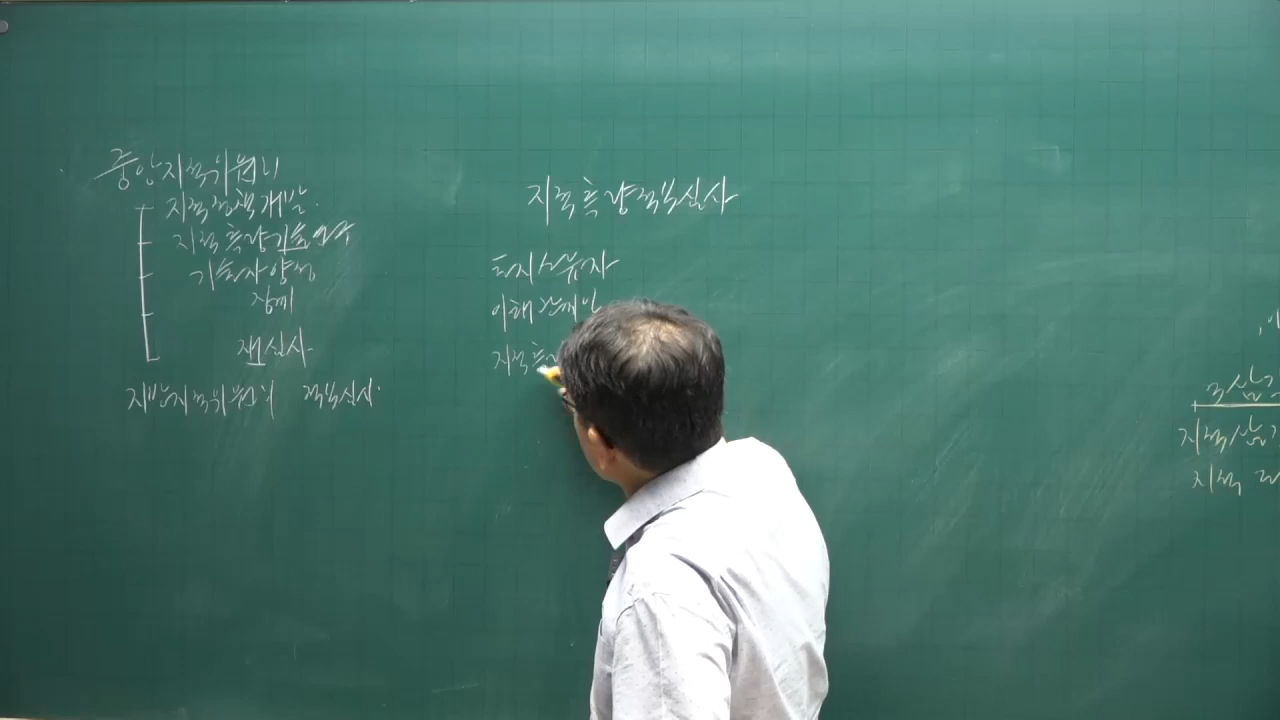 중앙지적위원회
지적정책개발
지적측량기술연구
기술자양성
징계
재심사
지방지적위원회 적부심사
지적측량적부심사
토지소유자
이해관계인
지적측